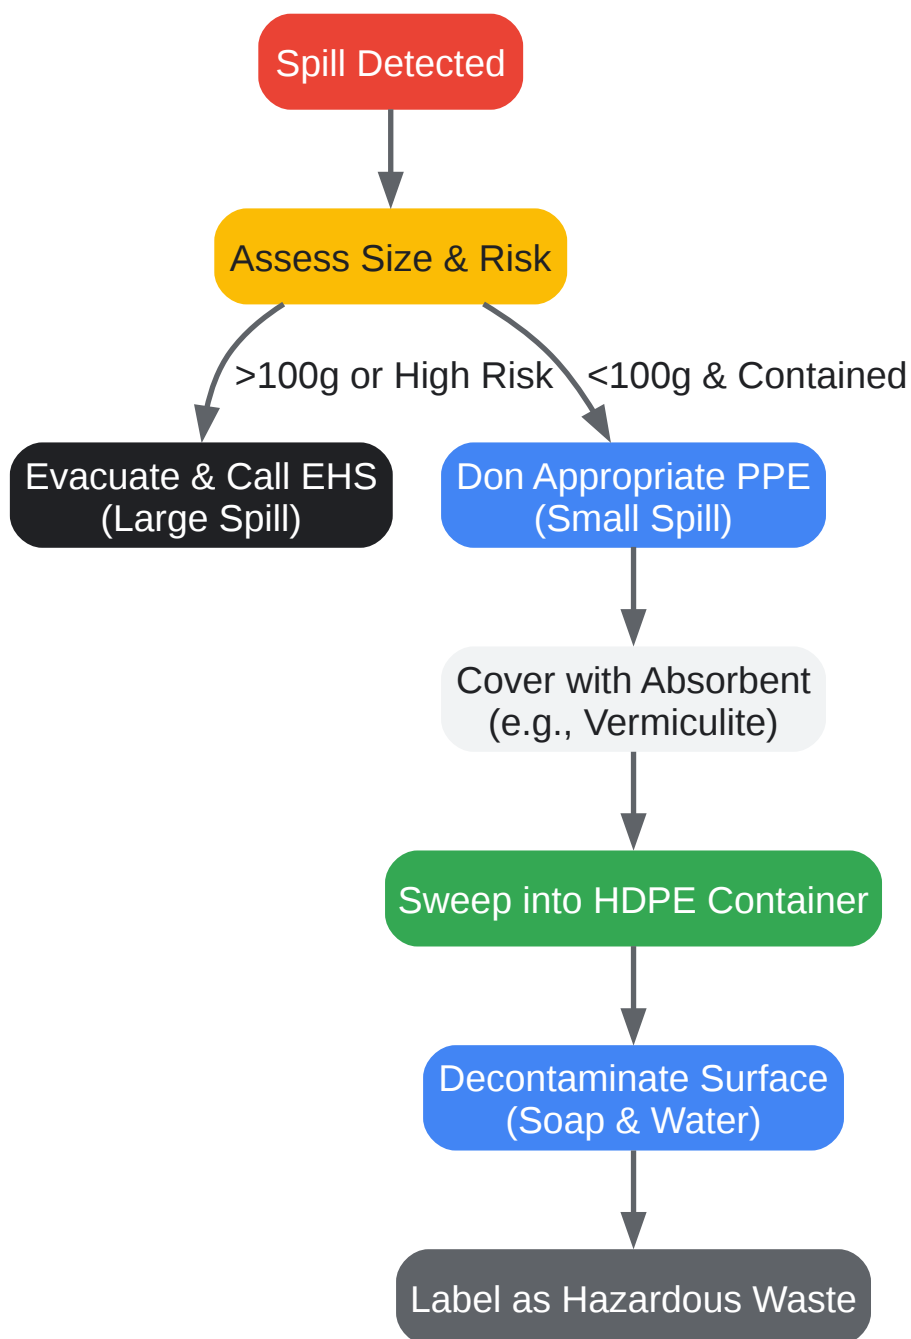 Spill Detected
Assess Size & Risk
>100g or High Risk
<100g & Contained
Evacuate & Call EHS
(Large Spill)
Don Appropriate PPE
(Small Spill)
Cover with Absorbent
(e.g., Vermiculite)
Sweep into HDPE Container
Decontaminate Surface
(Soap & Water)
Label as Hazardous Waste